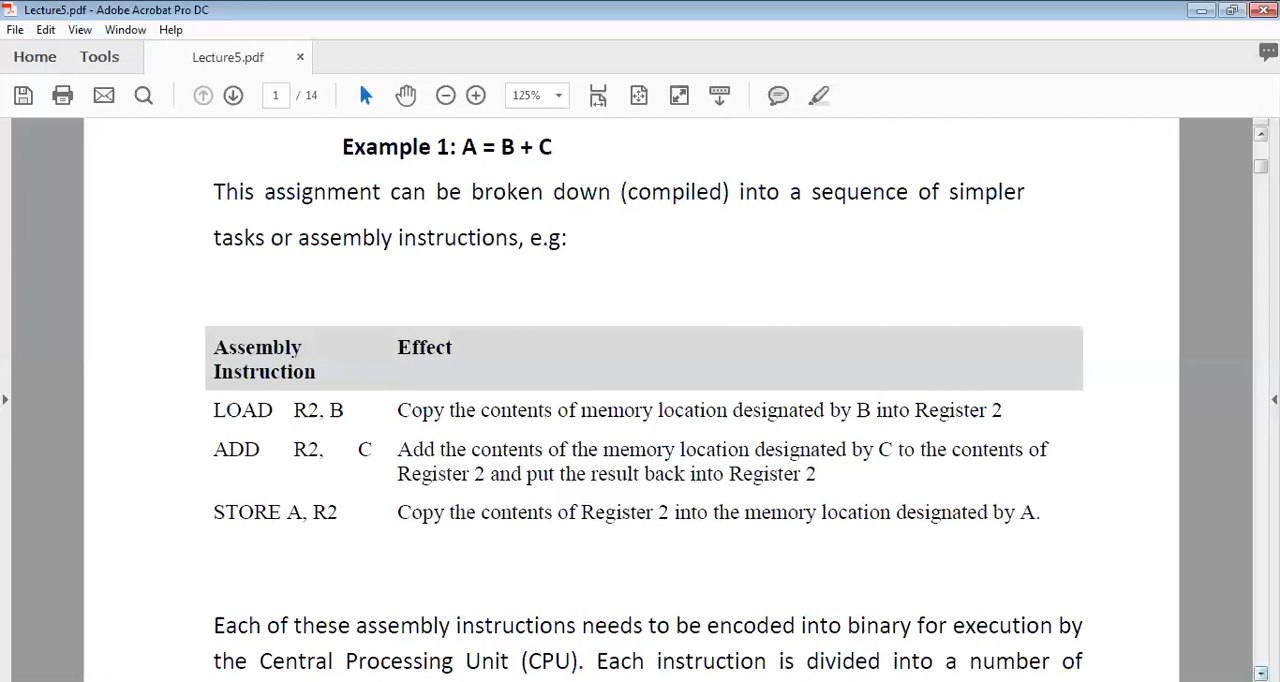 Lecture5.pdf - Adobe Acrobat Pro DC
File Edit View Window Help
Home Tools Lecture5.pdf ×
1 / 14 125%
Example 1: A = B + C
This assignment can be broken down (compiled) into a sequence of simpler
tasks or assembly instructions, e.g:
Assembly Instruction Effect
LOAD R2, B Copy the contents of memory location designated by B into Register 2
ADD R2, C Add the contents of the memory location designated by C to the contents of
Register 2 and put the result back into Register 2
STORE A, R2 Copy the contents of Register 2 into the memory location designated by A.
Each of these assembly instructions needs to be encoded into binary for execution by
the Central Processing Unit (CPU). Each instruction is divided into a number of